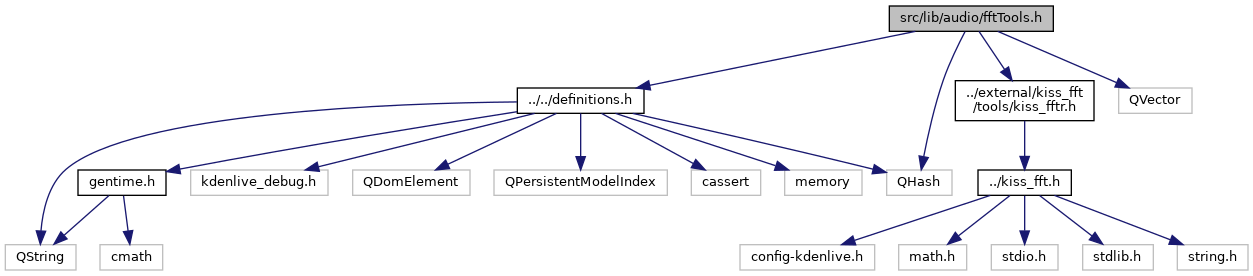 src/lib/audio/fftTools.h
../../definitions.h
../external/kiss_fft
/tools/kiss_fftr.h
QVector
gentime.h
kdenlive_debug.h
QDomElement
QPersistentModelIndex
cassert
memory
QHash
../kiss_fft.h
QString
cmath
config-kdenlive.h
math.h
stdio.h
stdlib.h
string.h